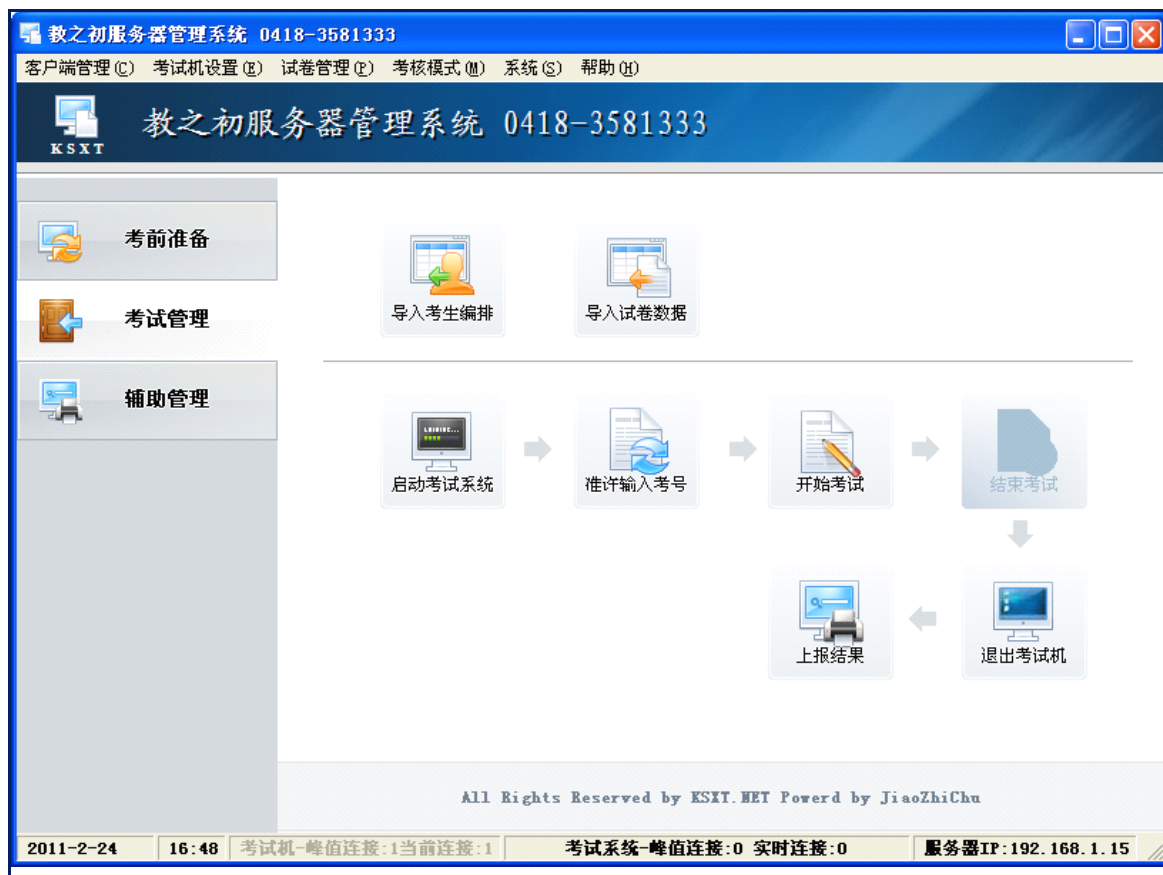 教之初服务器管理系统 0418-3581333
客户端管理(C) 考试机设置(E) 试卷管理(P) 考核模式(M) 系统(S) 帮助(H)
KSXT
教之初服务器管理系统 0418-3581333
考前准备
考试管理
辅助管理
导入考生编排 导入试卷数据
启动考试系统 准许输入考号 开始考试 结束考试
上报结果 退出考试机
All Rights Reserved by KSXT.NET Powerd by JiaoZhiChu
2011-2-24 16:48 考试机-峰值连接:1当前连接:1 考试系统-峰值连接:0 实时连接:0 服务器IP:192.168.1.15